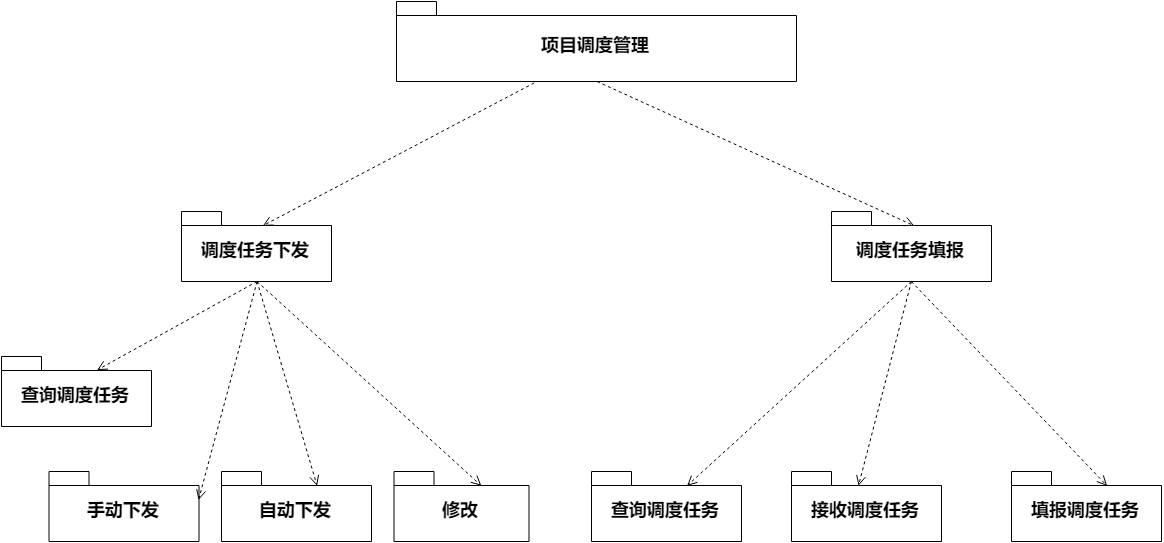 项目调度管理
调度任务下发
调度任务填报
查询调度任务
手动下发
自动下发
修改
查询调度任务
接收调度任务
填报调度任务